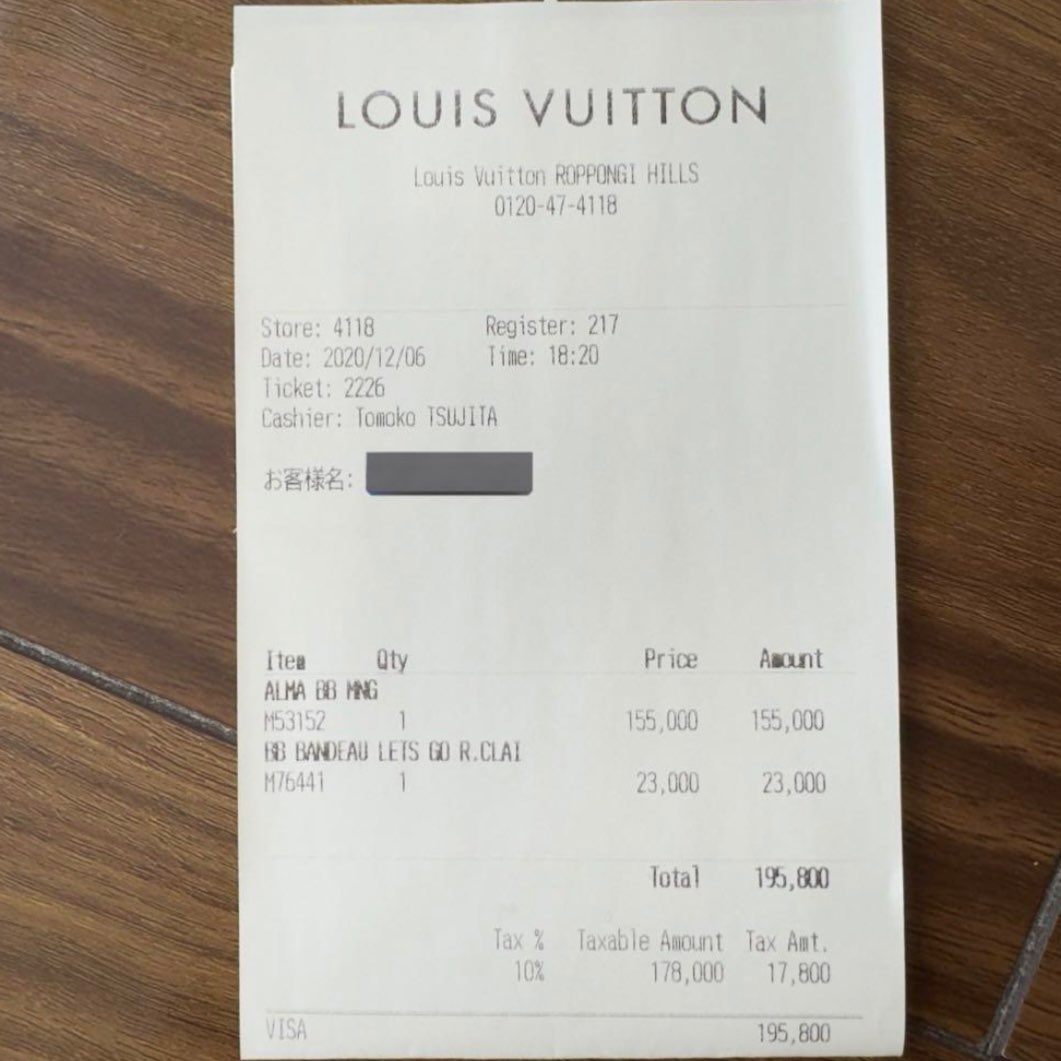 LOUIS VUITTON
Louis Vuitton ROPPONGI HILLS
0120-47-4118
Store: 4118 Register: 217
Date: 2020/12/06 Time: 18:20
Ticket: 2226
Cashier: Tomoko TSUJITA
お客様名:
Item Qty Price Amount
ALMA BB MNG
M53152 1 155,000 155,000
BB BANDEAU LETS GO R.CLAI
M76441 1 23,000 23,000
Total 195,800
Tax % Taxable Amount Tax Amt.
10% 178,000 17,800
VISA 195,800